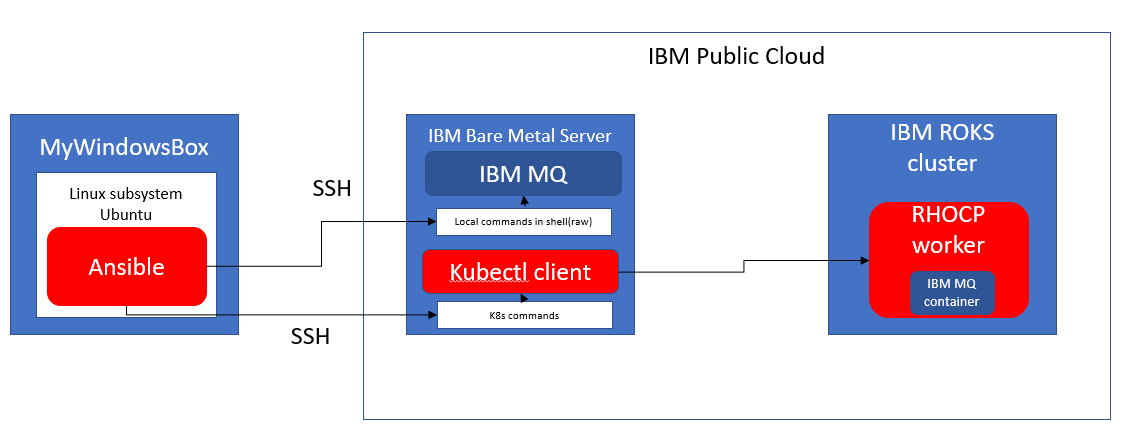 IBM Public Cloud
MyWindowsBox
Linux subsystem
Ubuntu
Ansible
SSH
SSH
IBM Bare Metal Server
IBM MQ
Local commands in shell(raw)
Kubectl client
K8s commands
IBM ROKS
cluster
RHOCP
worker
IBM MQ
container